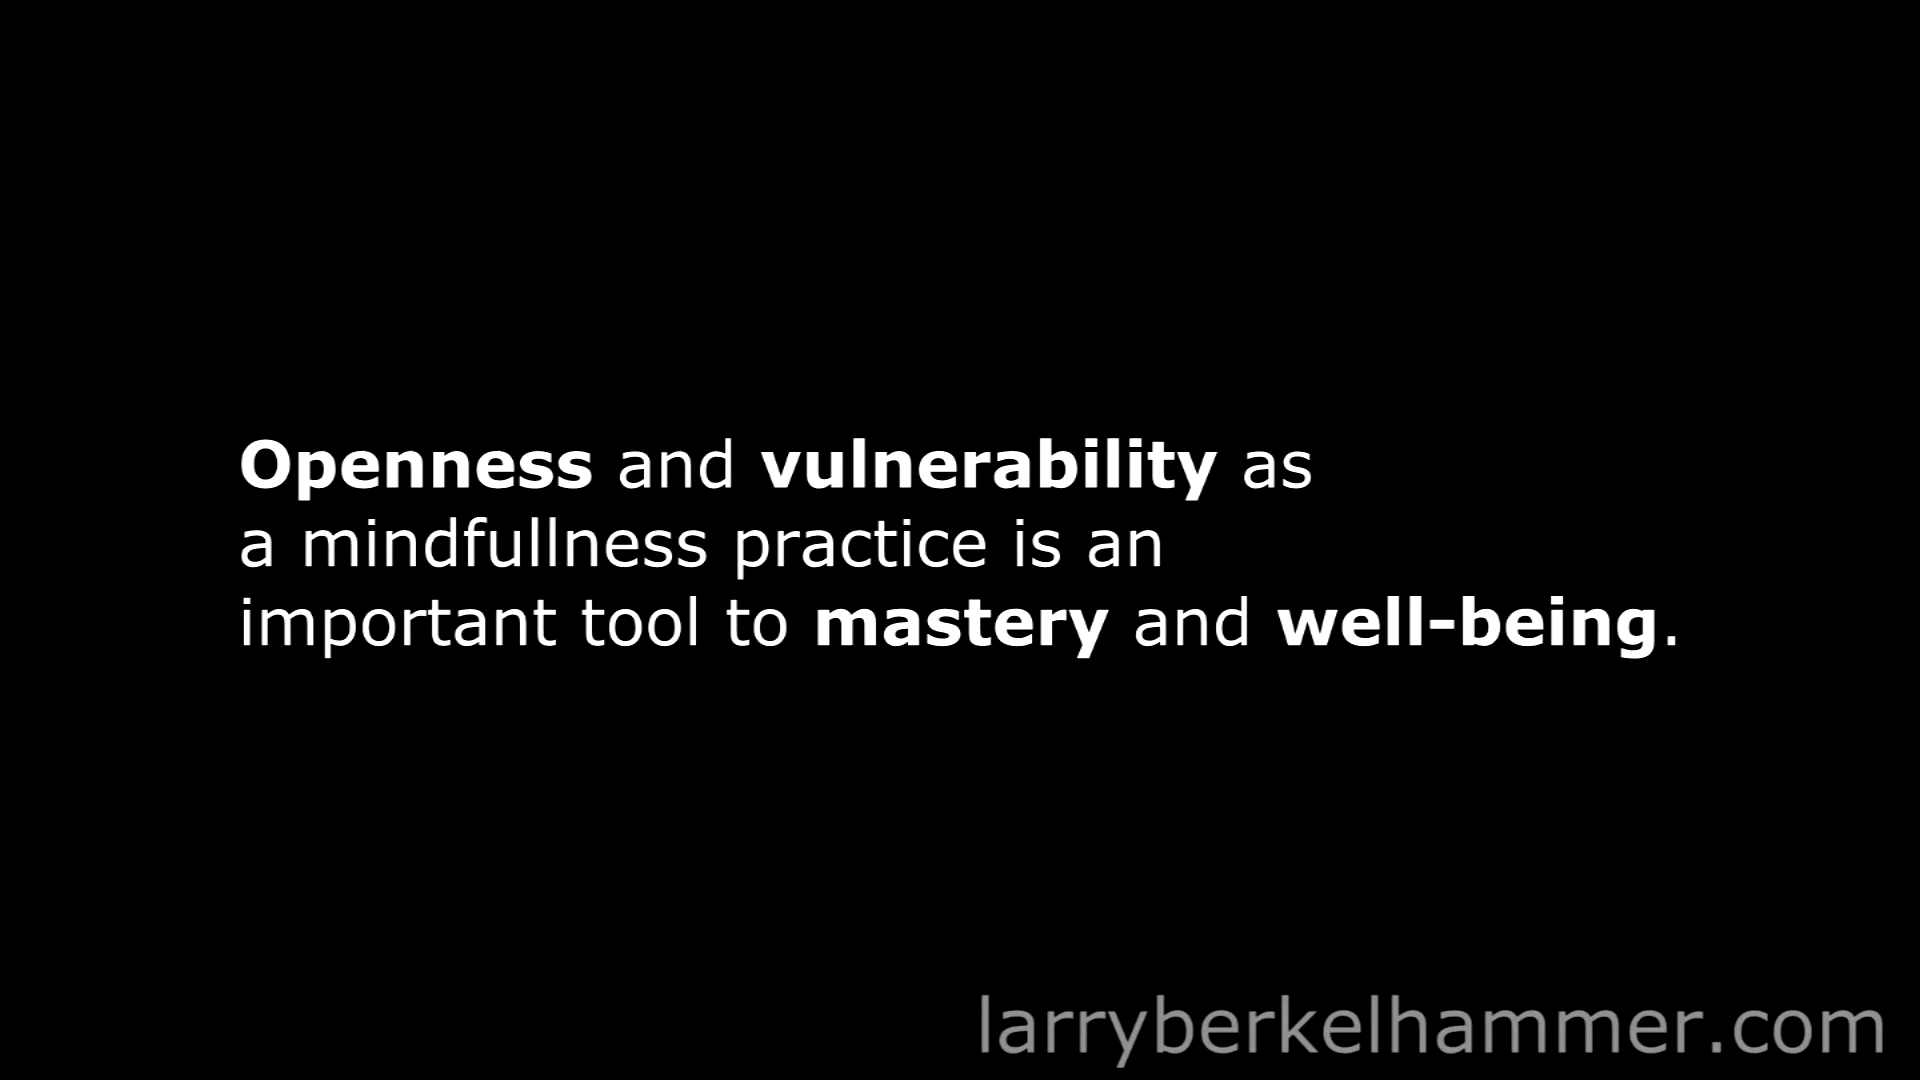 Openness and vulnerability as
a mindfullness practice is an
important tool to mastery and well-being.
larryberkelhammer.com